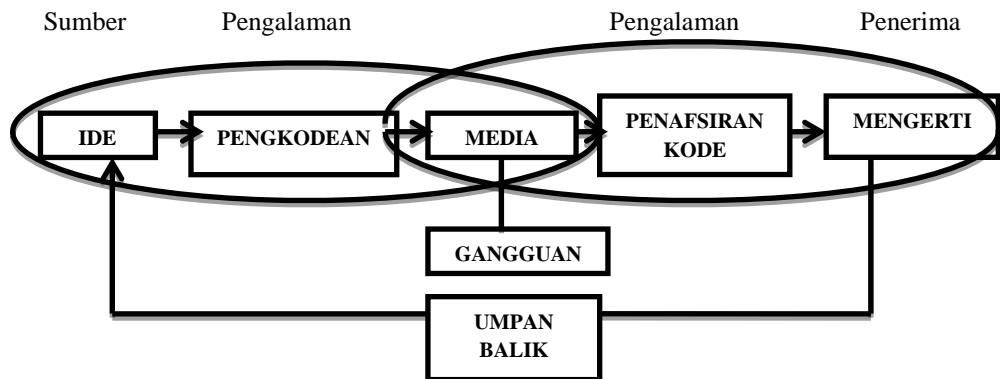 Sumber Pengalaman Pengalaman Penerima
IDE PENGKODEAN MEDIA PENAFSIRAN KODE MENGERTI
GANGGUAN
UMPAN
BALIK